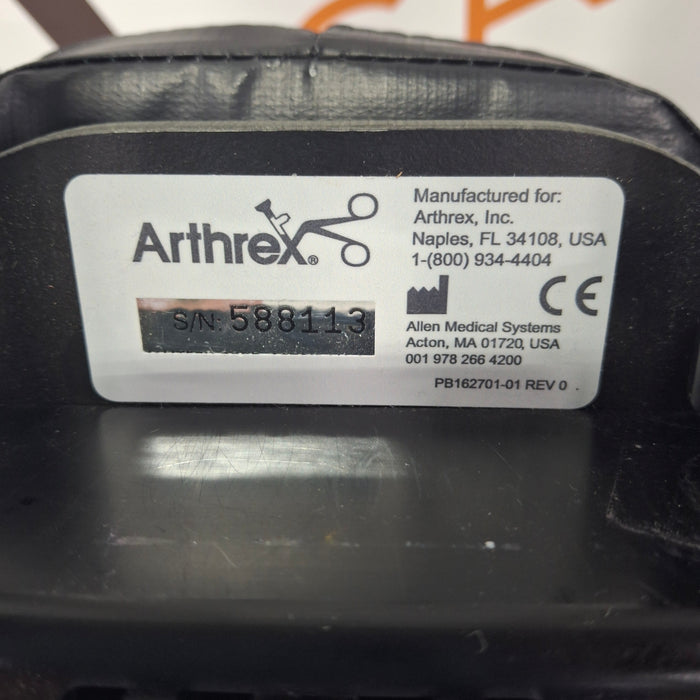 Arthrex®
S/N: 588113
Manufactured for:
Arthrex, Inc.
Naples, FL 34108, USA
1-(800) 934-4404
CE
Allen Medical Systems
Acton, MA 01720, USA
001 978 266 4200
PB162701-01 REV 0